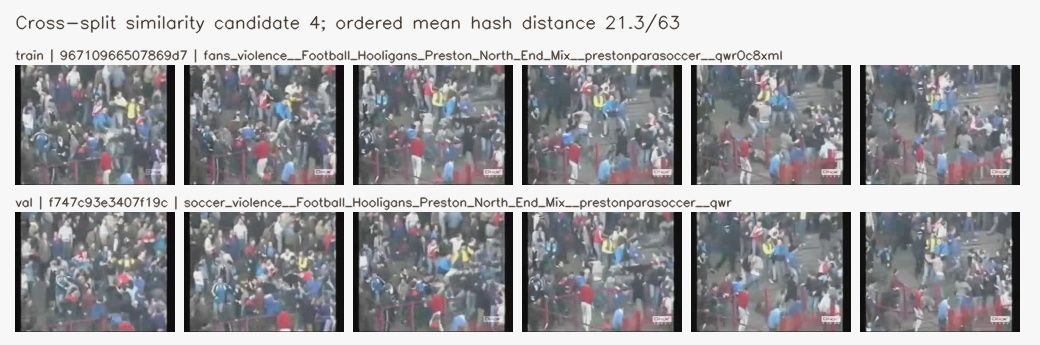 Cross-split similarity candidate 4; ordered mean hash distance 21.3/63
train | 96710966507869d7 | fans_violence__Football_Hooligans_Preston_North_End_Mix__prestonparasoccer__qwr0c8xml
val | f747c93e3407f19c | soccer_violence__Football_Hooligans_Preston_North_End_Mix__prestonparasoccer__qwr